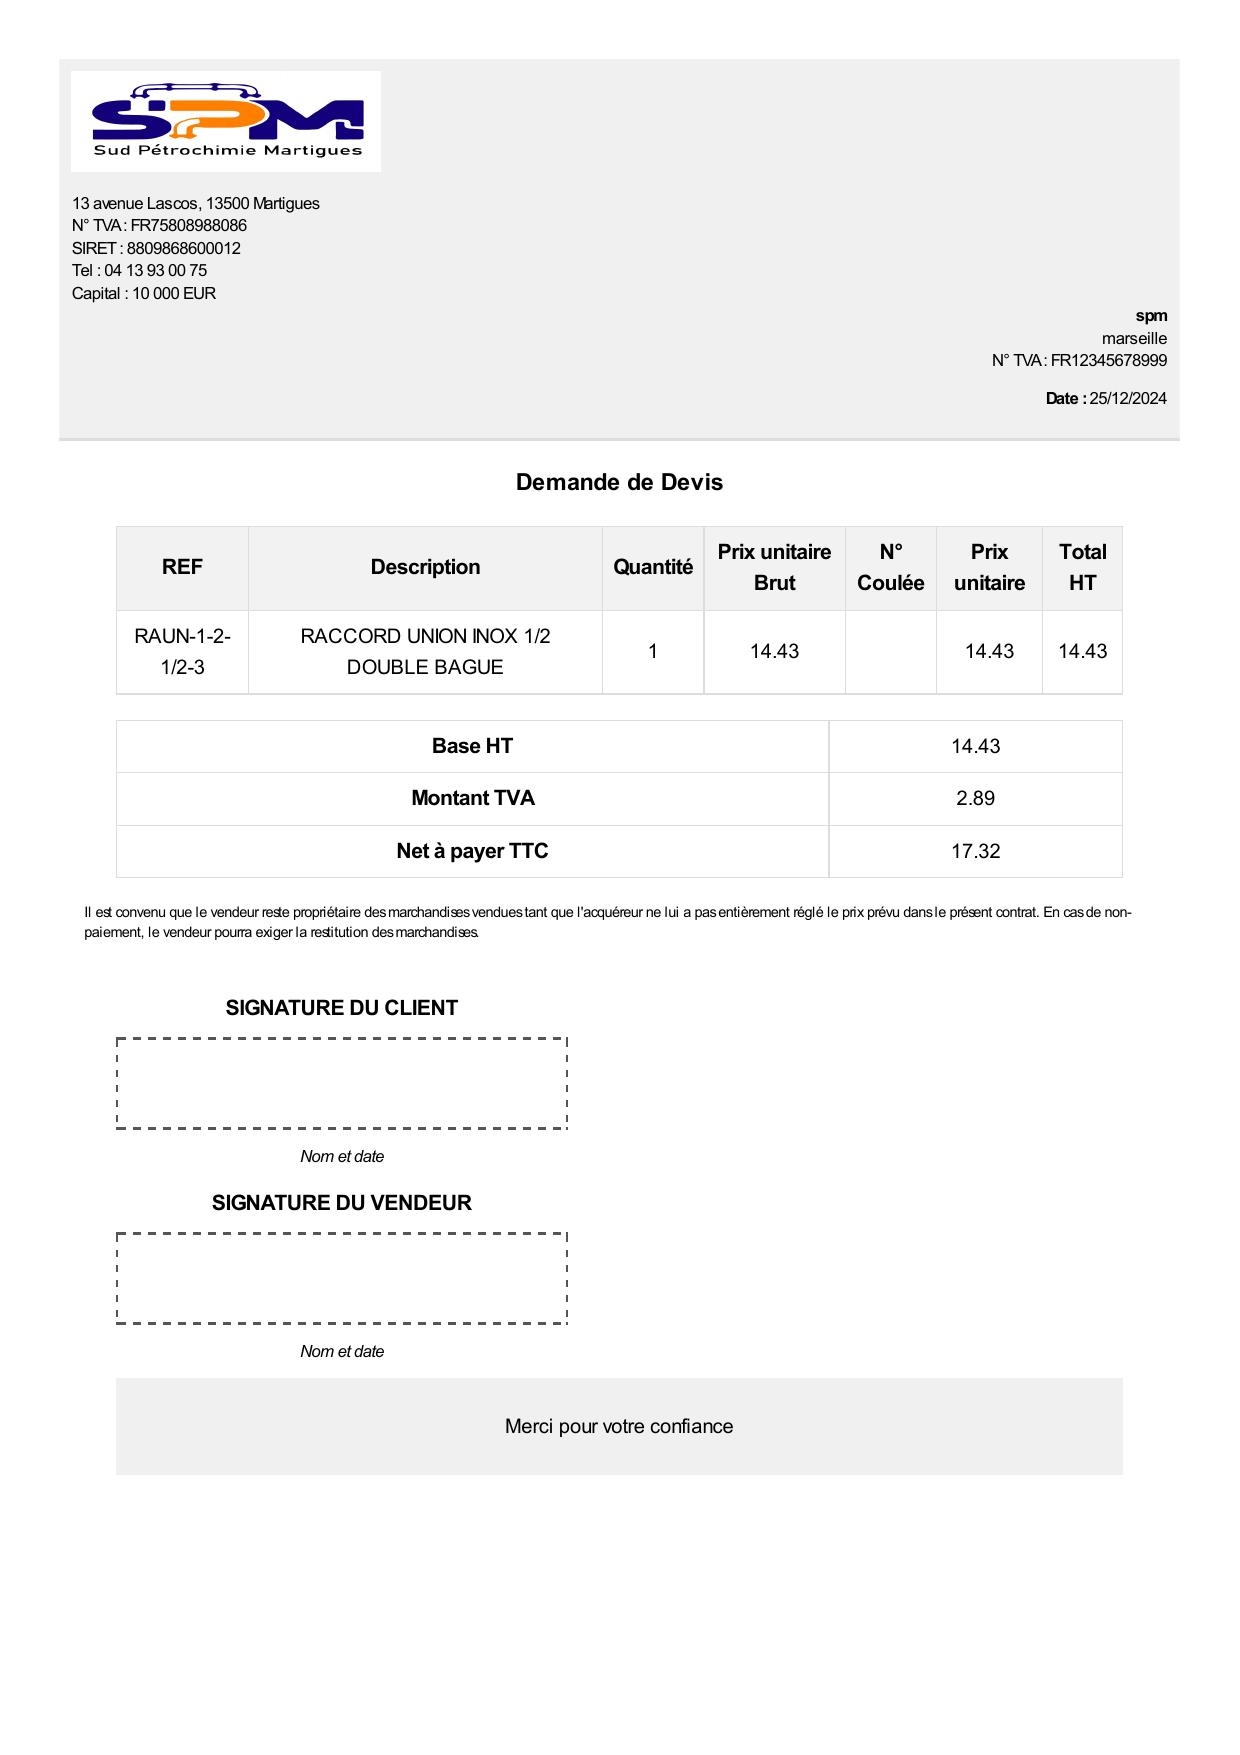 SPM
Sud Pétrochimie Martigues
13 avenue Lascos, 13500 Martigues
N° TVA : FR75808988086
SIRET : 8809868600012
Tel : 04 13 93 00 75
Capital : 10 000 EUR
spm
marseille
N° TVA : FR12345678999
Date : 25/12/2024
Demande de Devis
REF Description Quantité Prix unitaire Brut N° Coulée Prix unitaire Total HT
RAUN-1-2-1/2-3 RACCORD UNION INOX 1/2 DOUBLE BAGUE 1 14.43 14.43 14.43
Base HT 14.43
Montant TVA 2.89
Net à payer TTC 17.32
Il est convenu que le vendeur reste propriétaire des marchandises vendues tant que l'acquéreur ne lui a pas entièrement réglé le prix prévu dans le présent contrat. En cas de non-
paiement, le vendeur pourra exiger la restitution des marchandises.
SIGNATURE DU CLIENT
Nom et date
SIGNATURE DU VENDEUR
Nom et date
Merci pour votre confiance